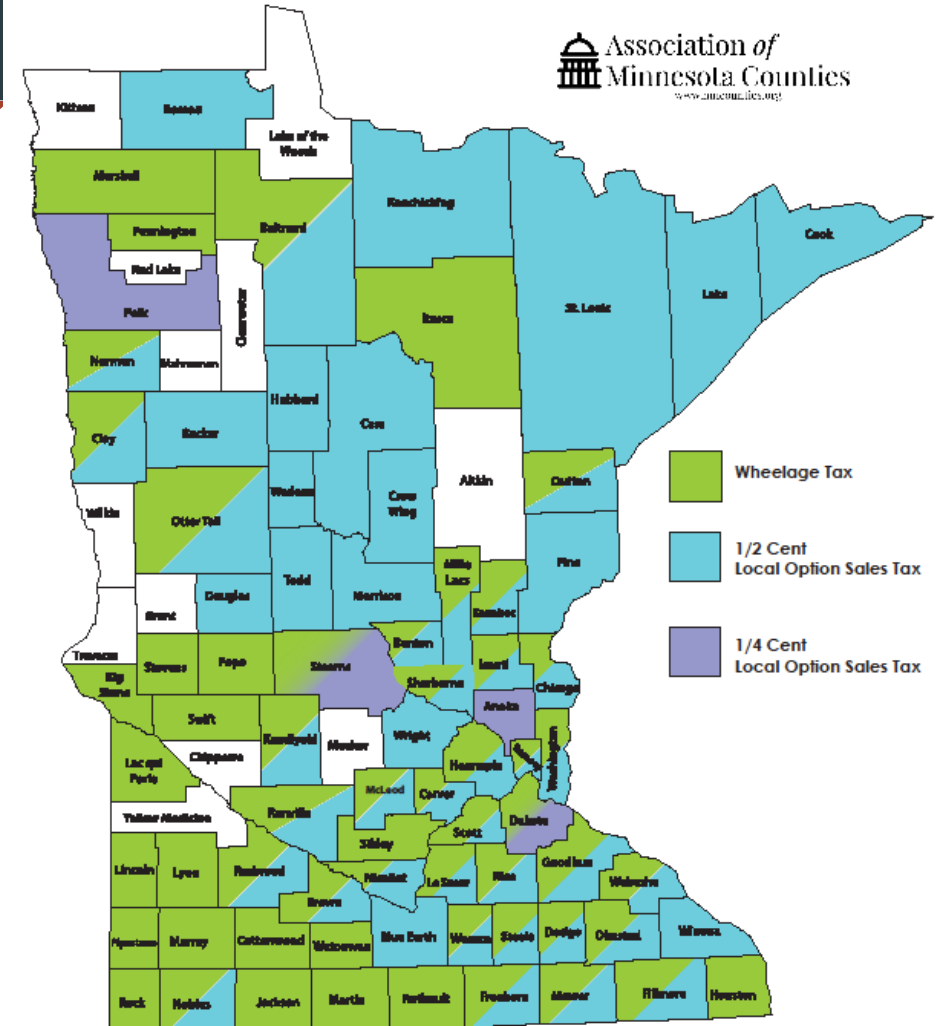 Association of
Minnesota Counties
www.mncounties.org
Kittson
Roseau
Lake of the
Woods
Marshall
Koochiching
Beltrami
Pennington
Cook
Red Lake
Lake
St. Louis
Polk
Itasca
Clearwater
Norman
Mahnomen
Hubbard
Cass
Becker
Clay
Wheelage Tax
Aitkin
Carlton
Wadena
Crow
Wing
Wilkin
Otter Tail
1/2 Cent
Local Option Sales Tax
Pine
Mille
Lacs
Todd
Douglas
Morrison
Kanabec
Grant
Benton
1/4 Cent
Local Option Sales Tax
Traverse
Stevens
Pope
Stearns
Isanti
Big
Stone
Sherburne
Chisago
Anoka
Swift
Wright
Kandiyohi
Meeker
Washington
Chippewa
Hennepin
Ramsey
Lac qui
Parle
McLeod
Carver
Renville
Yellow Medicine
Dakota
Scott
Sibley
Goodhue
Lincoln
Lyon
Redwood
Nicollet
Le Sueur
Rice
Wabasha
Brown
Pipestone
Murray
Cottonwood
Watonwan
Blue Earth
Waseca
Steele
Dodge
Olmsted
Winona
Rock
Nobles
Jackson
Martin
Faribault
Freeborn
Mower
Fillmore
Houston